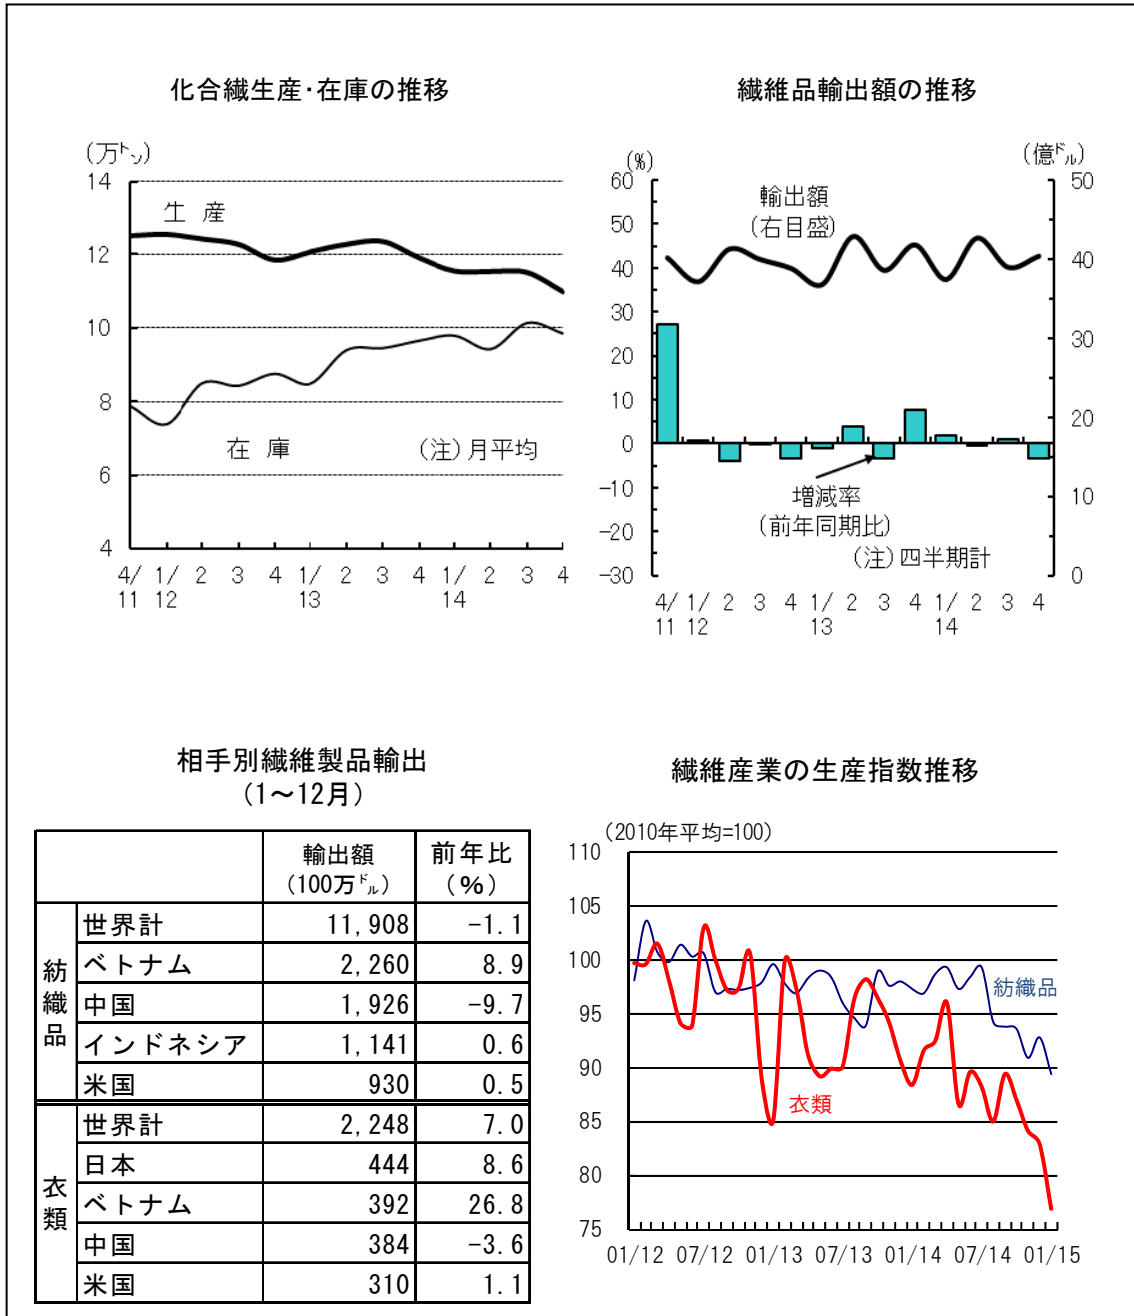 化合繊生産･在庫の推移
(万㌧)
14
12
10
8
6
4
生 産
在 庫
(注)月平均
4/ 1/ 2 3 4 1/ 2 3 4 1/ 2 3 4
11 12 13 14
繊維品輸出額の推移
(%)
(億㌦)
60
50
40
30
20
10
0
-10
-20
-30
50
40
30
20
10
0
輸出額
(右目盛)
増減率
(前年同期比)
(注)四半期計
4/ 1/ 2 3 4 1/ 2 3 4 1/ 2 3 4
11 12 13 14
相手別繊維製品輸出
(1～12月)
輸出額 前年比
(100万㌦) (%)
紡織品
世界計 11,908 -1.1
ベトナム 2,260 8.9
中国 1,926 -9.7
インドネシア 1,141 0.6
米国 930 0.5
衣類
世界計 2,248 7.0
日本 444 8.6
ベトナム 392 26.8
中国 384 -3.6
米国 310 1.1
繊維産業の生産指数推移
(2010年平均=100)
110
105
100
95
90
85
80
75
紡織品
衣類
01/12 07/12 01/13 07/13 01/14 07/14 01/15